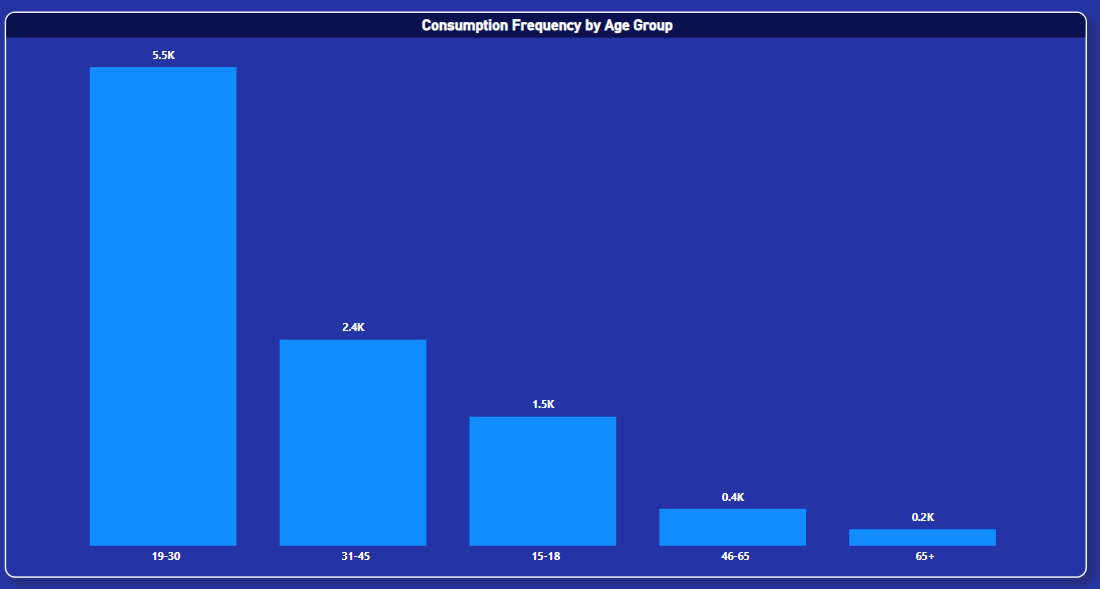 Consumption Frequency by Age Group
5.5K
2.4K
1.5K
0.4K
0.2K
19-30
31-45
15-18
46-65
65+